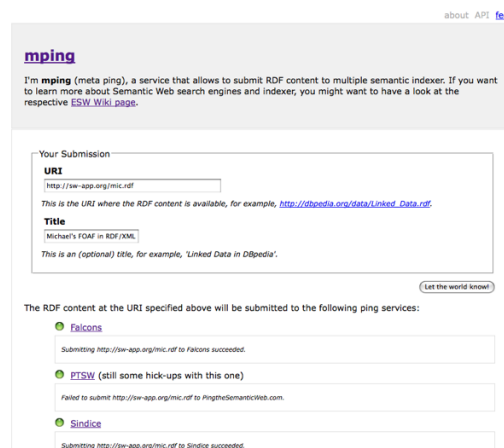 about API fe
mping
I'm mping (meta ping), a service that allows to submit RDF content to multiple semantic indexer. If you want
to learn more about Semantic Web search engines and indexer, you might want to have a look at the
respective ESW Wiki page.
Your Submission
URI
http://sw-app.org/mic.rdf
This is the URI where the RDF content is available, for example, http://dbpedia.org/data/Linked_Data.rdf.
Title
Michael's FOAF in RDF/XML
This is an (optional) title, for example, 'Linked Data in DBpedia'.
Let the world know!
The RDF content at the URI specified above will be submitted to the following ping services:
Falcons
Submitting http://sw-app.org/mic.rdf to Falcons succeeded.
PTSW (still some hick-ups with this one)
Failed to submit http://sw-app.org/mic.rdf to PingtheSemanticWeb.com.
Sindice
Submitting http://sw-app.org/mic.rdf to Sindice succeeded.